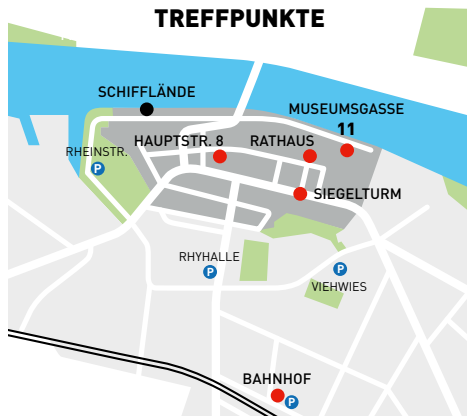 TREFFPUNKTE
SCHIFFLÄNDE
MUSEUMSGASSE
11
HAUPTSTR. 8
RATHAUS
RHEINSTR.
P
SIEGELTURM
RHYHALLE
P
P
VIEHWIES
BAHNHOF
P